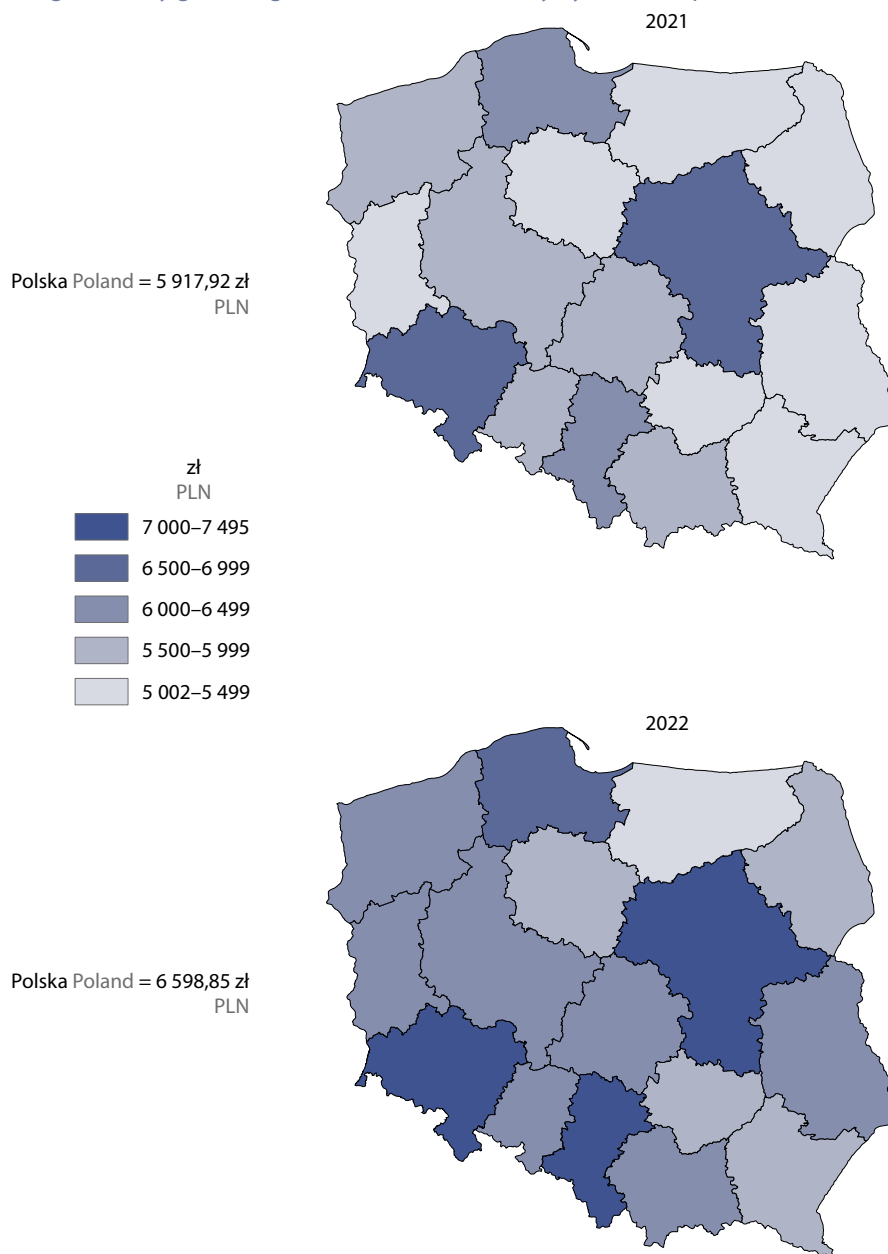 2021
Polska Poland = 5 917,92 zł
PLN
zł
PLN
7 000–7 495
6 500–6 999
6 000–6 499
5 500–5 999
5 002–5 499
2022
Polska Poland = 6 598,85 zł
PLN